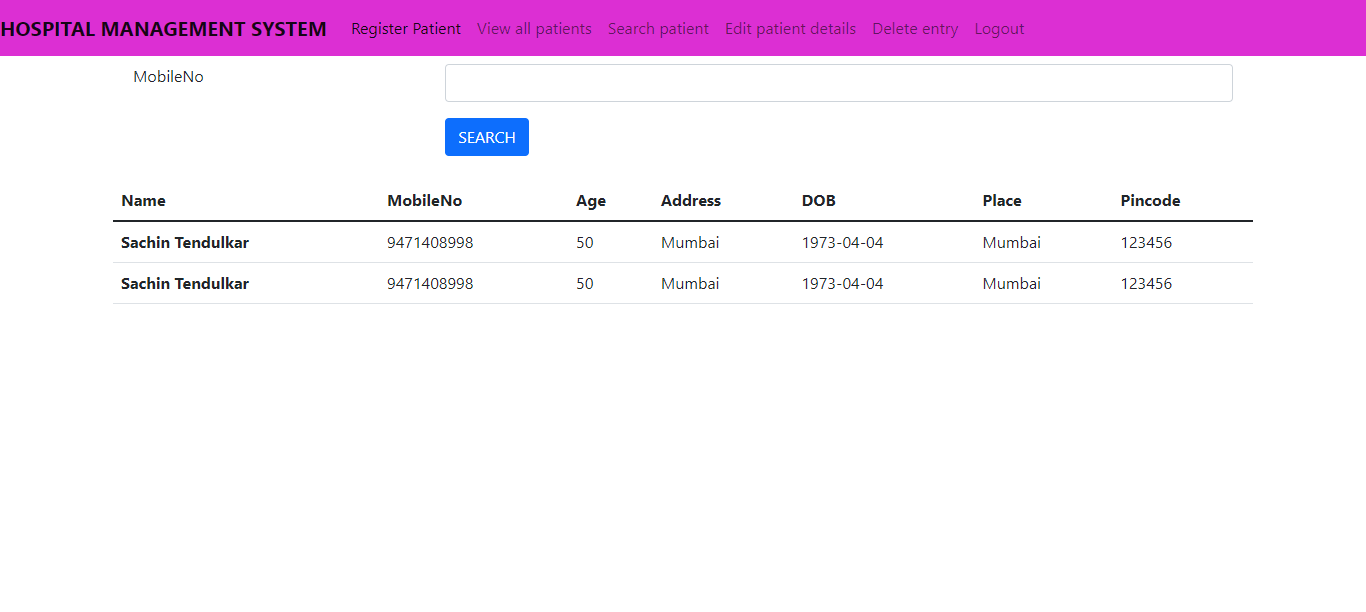 HOSPITAL MANAGEMENT SYSTEM Register Patient View all patients Search patient Edit patient details Delete entry Logout
MobileNo
SEARCH
Name MobileNo Age Address DOB Place Pincode
Sachin Tendulkar 9471408998 50 Mumbai 1973-04-04 Mumbai 123456
Sachin Tendulkar 9471408998 50 Mumbai 1973-04-04 Mumbai 123456